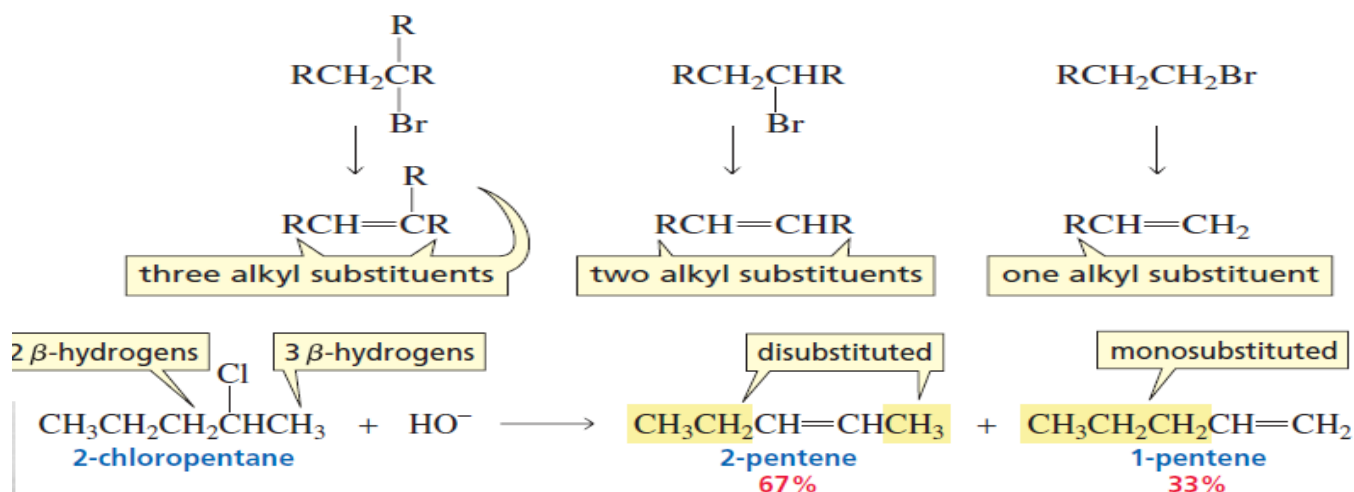 R
RCH₂CR RCH₂CHR RCH₂CH₂Br
Br Br
R
RCH=CR RCH=CHR RCH=CH₂
three alkyl substituents two alkyl substituents one alkyl substituent
2 β-hydrogens 3 β-hydrogens disubstituted monosubstituted
Cl
CH₃CH₂CH₂CHCH₃ + HO⁻ ⟶ CH₃CH₂CH=CHCH₃ + CH₃CH₂CH₂CH=CH₂
2-chloropentane 2-pentene 1-pentene
67% 33%